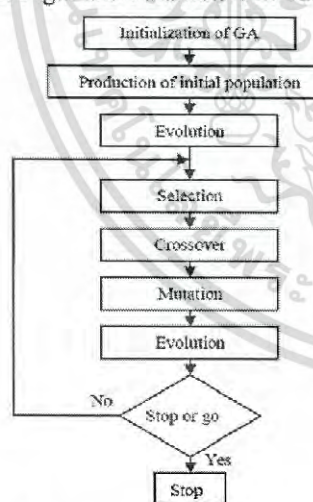 Initialization of GA
Production of initial population
Evolution
Selection
Crossover
Mutation
Evolution
No
Stop or go
Yes
Stop